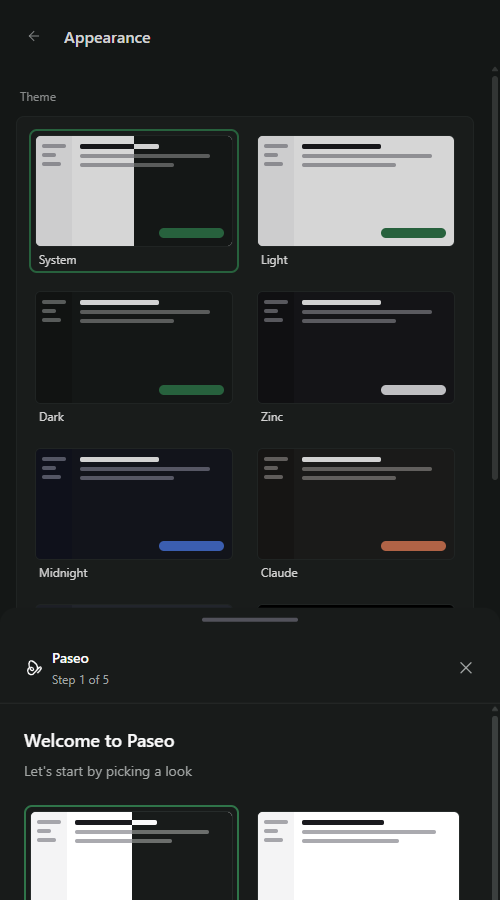 Appearance
Theme
System
Light
Dark
Zinc
Midnight
Claude
Paseo
Step 1 of 5
Welcome to Paseo
Let's start by picking a look